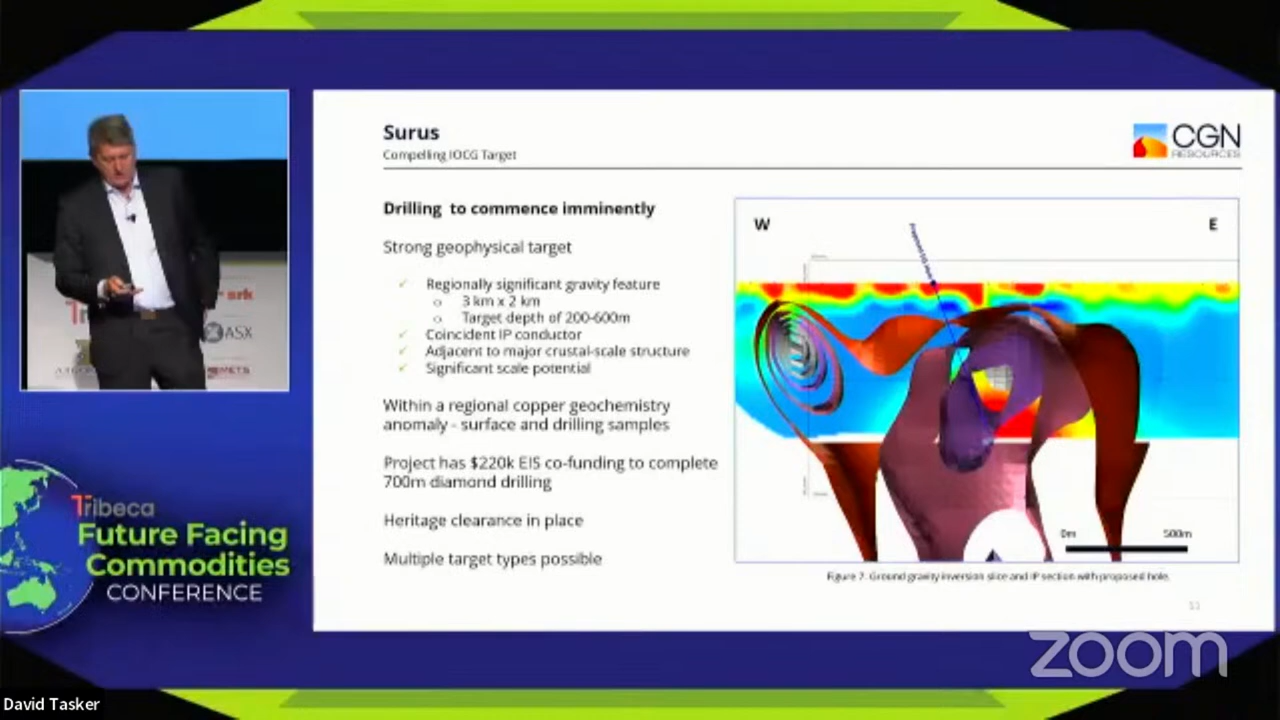 Surus
Compelling IOCG Target
CGN
RESOURCES
Drilling to commence imminently
Strong geophysical target
✓ Regionally significant gravity feature
o 3 km x 2 km
o Target depth of 200-600m
✓ Coincident IP conductor
✓ Adjacent to major crustal-scale structure
✓ Significant scale potential
Within a regional copper geochemistry
anomaly - surface and drilling samples
Project has $220k EIS co-funding to complete
700m diamond drilling
Heritage clearance in place
Multiple target types possible
W
E
0m
500m
Figure 7. Ground gravity inversion slice and IP section with proposed hole.
ASX
Tribeca
Future Facing
Commodities
CONFERENCE
zoom
David Tasker